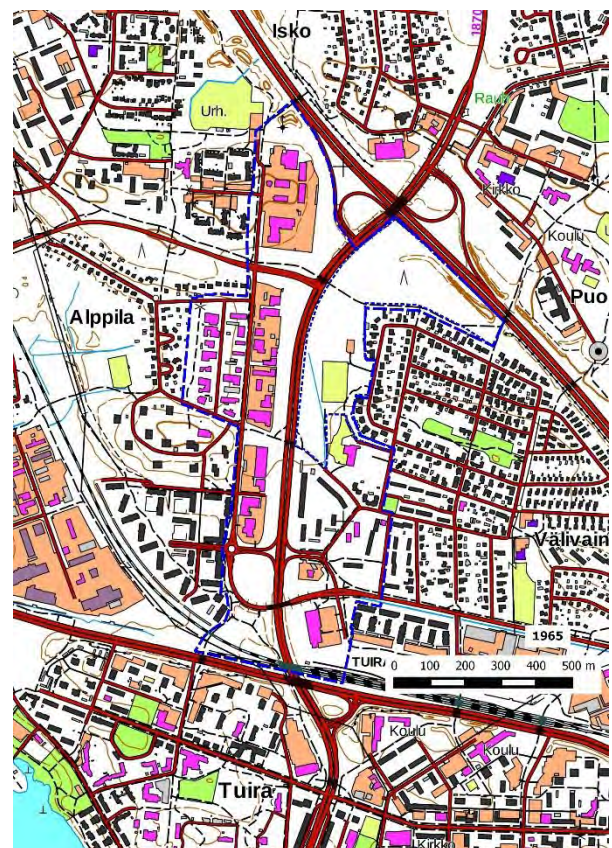 Isko
1870
Rauh.
Urh.
Kirkko
Koulu
U
Puo
Alppila
Välivain
1965
TUIRA
0 100 200 300 400 500 m
Koulu
Koulu
Tuira
Kirkko